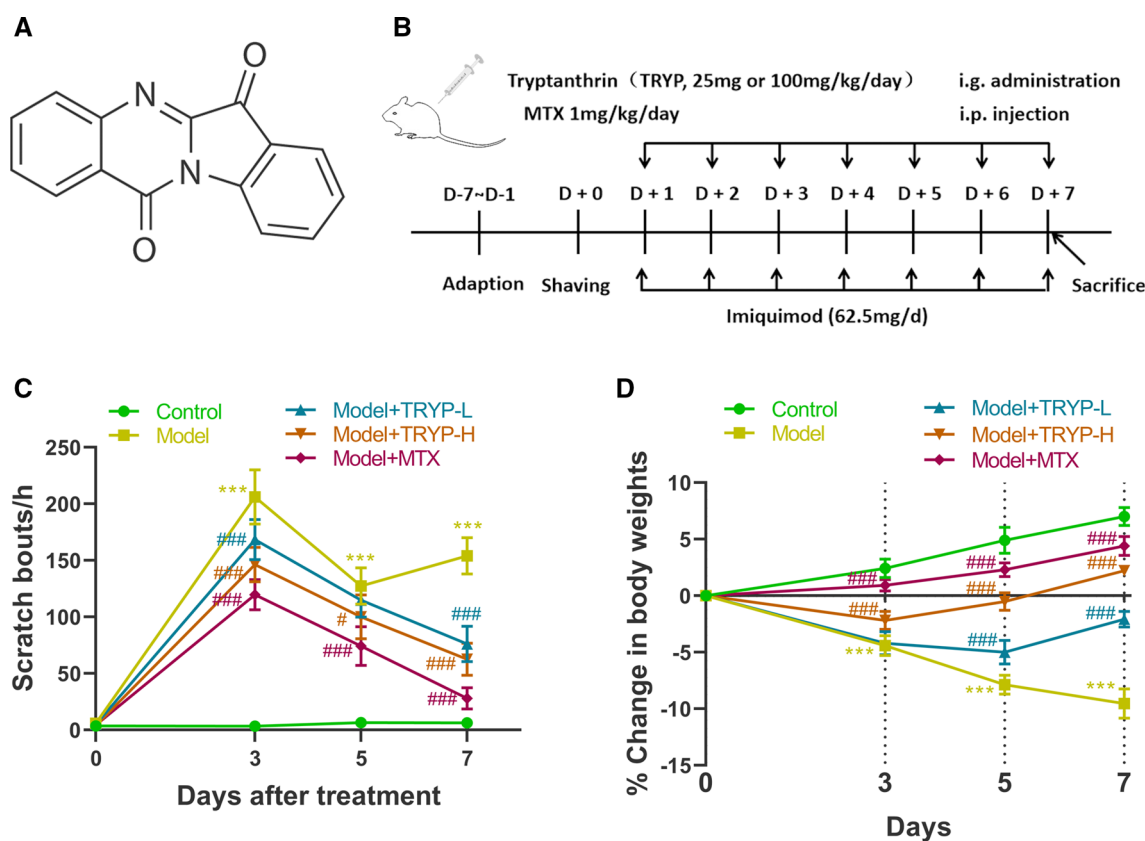 A
O
N
N
O
B
Tryptanthrin（TRYP, 25mg or 100mg/kg/day） i.g. administration
MTX 1mg/kg/day i.p. injection
D-7~D-1 D + 0 D + 1 D + 2 D + 3 D + 4 D + 5 D + 6 D + 7
Adaption Shaving Sacrifice
Imiquimod (62.5mg/d)
C
Control Model+TRYP-L
Model Model+TRYP-H
Model+MTX
Scratch bouts/h
250
200
150
100
50
0
*** *** ***
### ###
### # ###
### ### ###
0 3 5 7
Days after treatment
D
Control Model+TRYP-L
Model Model+TRYP-H
Model+MTX
% Change in body weights
10
5
0
-5
-10
-15
### ### ###
### ### ###
### ###
*** *** ***
0 3 5 7
Days